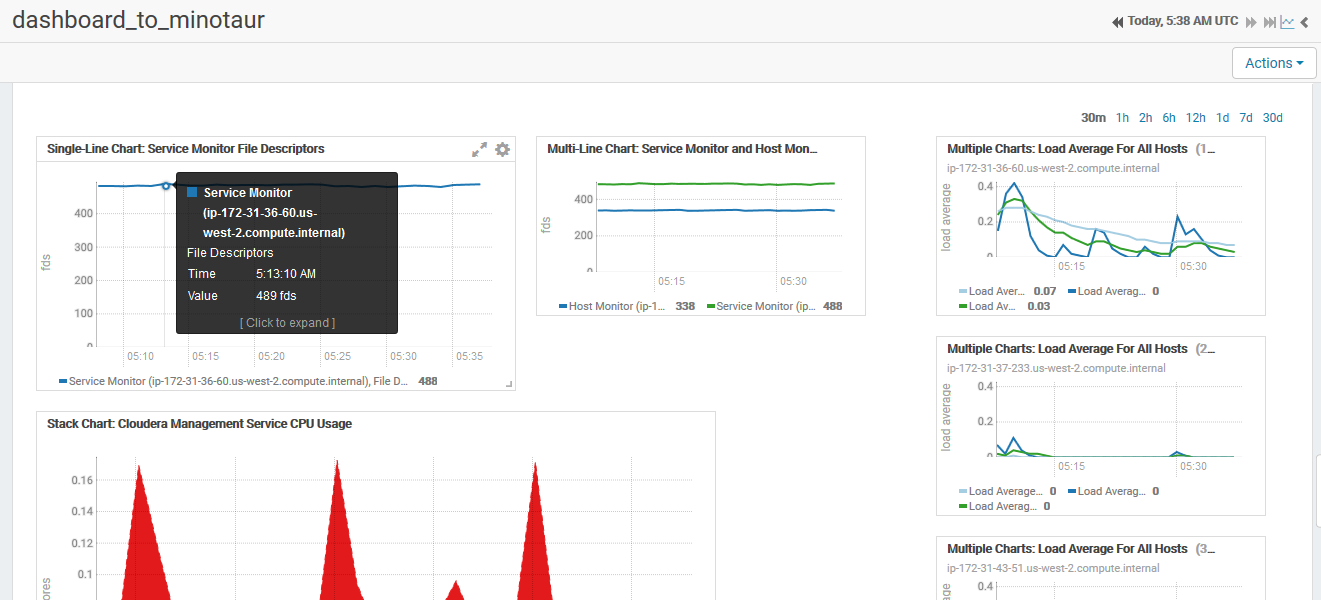 dashboard_to_minotaur
Today, 5:38 AM UTC
Actions
30m 1h 2h 6h 12h 1d 7d 30d
Single-Line Chart: Service Monitor File Descriptors
fds
400
300
200
100
0
Service Monitor
(ip-172-31-36-60.us-
west-2.compute.internal)
File Descriptors
Time 5:13:10 AM
Value 489 fds
[ Click to expand ]
05:10 05:15 05:20 05:25 05:30 05:35
Service Monitor (ip-172-31-36-60.us-west-2.compute.internal), File D... 488
Multi-Line Chart: Service Monitor and Host Mon...
fds
400
200
0
05:15 05:30
Host Monitor (ip-1... 338 Service Monitor (ip... 488
Multiple Charts: Load Average For All Hosts (1...
ip-172-31-36-60.us-west-2.compute.internal
load average
0.4
0.2
0
05:15 05:30
Load Aver... 0.07 Load Averag... 0
Load Av... 0.03
Multiple Charts: Load Average For All Hosts (2...
ip-172-31-37-233.us-west-2.compute.internal
load average
0.4
0.2
0
05:15 05:30
Load Average... 0 Load Averag... 0
Load Averag... 0
Stack Chart: Cloudera Management Service CPU Usage
0.16
0.14
0.12
0.1
ores
Multiple Charts: Load Average For All Hosts (3...
ip-172-31-43-51.us-west-2.compute.internal
0.4
age